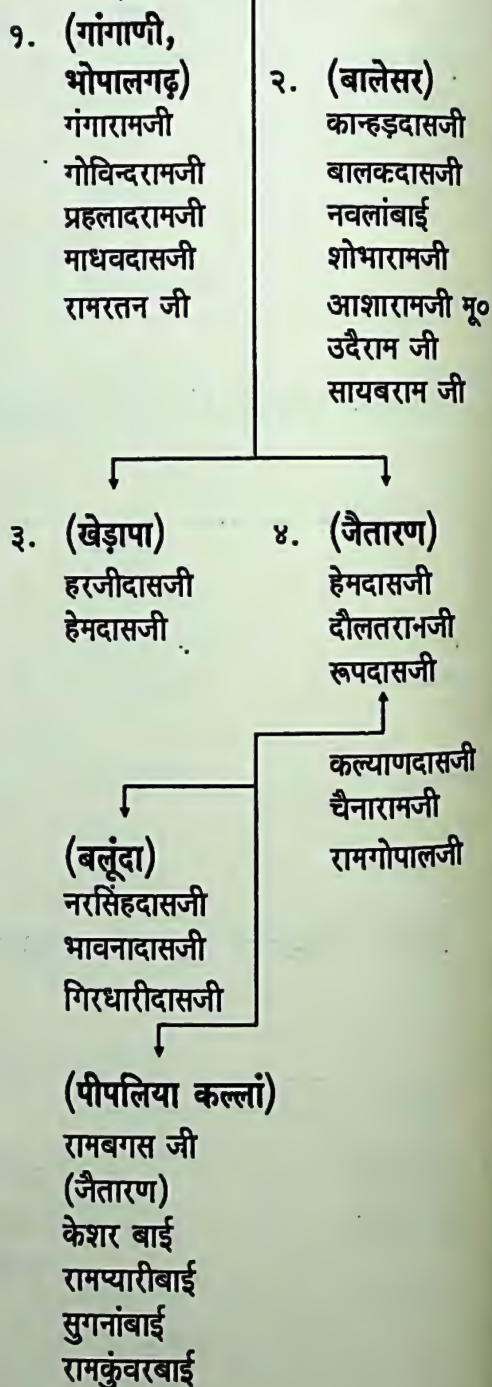 १. (गांगाणी,
भोपालगढ़)
गंगारामजी
गोविन्दरामजी
प्रहलादरामजी
माधवदासजी
रामरतन जी
२. (बालेसर)
कान्हड़दासजी
बालकदासजी
नवलांबाई
शोभारामजी
आशारामजी मू०
उदैराम जी
सायबराम जी
३. (खेड़ापा)
हरजीदासजी
हेमदासजी
४. (जैतारण)
हेमदासजी
दौलतरामजी
रूपदासजी
कल्याणदासजी
चैनारामजी
रामगोपालजी
(बलूंदा)
नरसिंहदासजी
भावनादासजी
गिरधारीदासजी
(पीपलिया कल्लां)
रामबगस जी
(जैतारण)
केशर बाई
रामप्यारीबाई
सुगनांबाई
रामकुंवरबाई